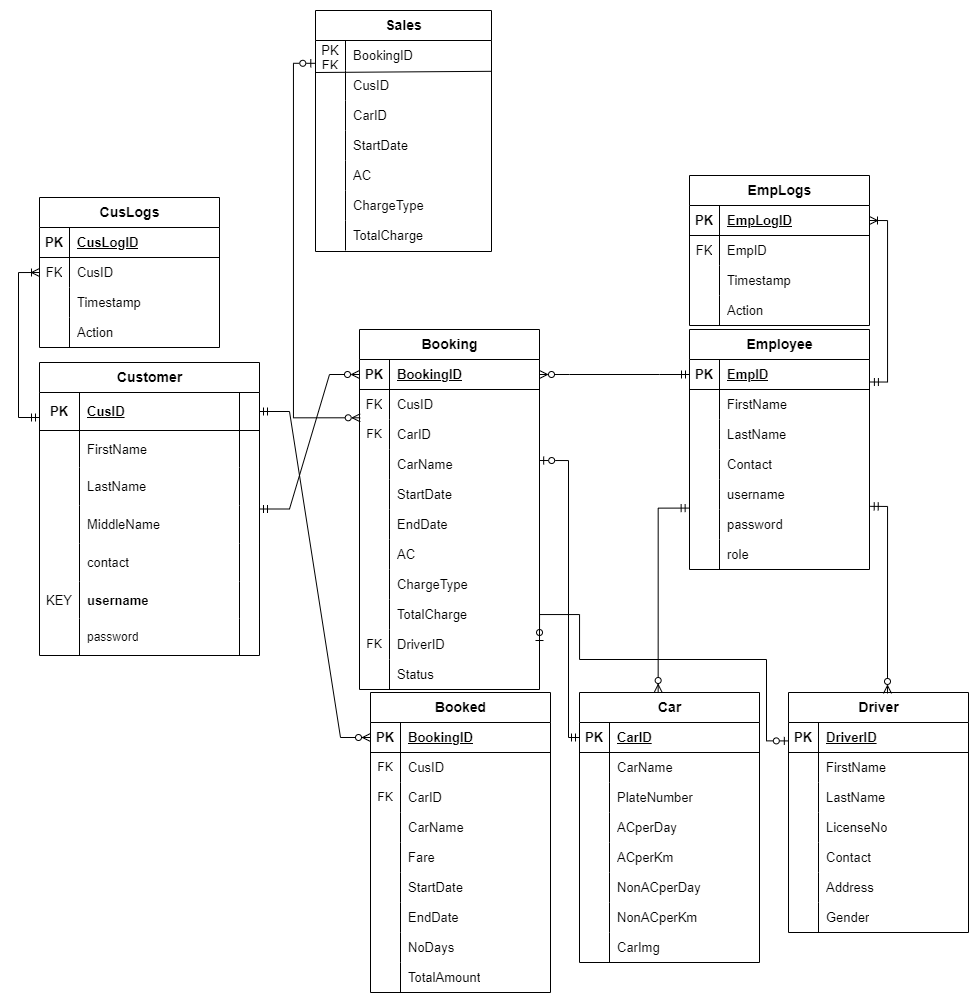 Sales
PK
FK
BookingID
CusID
CarID
StartDate
AC
ChargeType
TotalCharge
CusLogs
PK CusLogID
FK CusID
Timestamp
Action
EmpLogs
PK EmpLogID
FK EmpID
Timestamp
Action
Customer
PK CusID
FirstName
LastName
MiddleName
contact
KEY username
password
Booking
PK BookingID
FK CusID
FK CarID
CarName
StartDate
EndDate
AC
ChargeType
TotalCharge
FK DriverID
Status
Employee
PK EmpID
FirstName
LastName
Contact
username
password
role
Booked
PK BookingID
FK CusID
FK CarID
CarName
Fare
StartDate
EndDate
NoDays
TotalAmount
Car
PK CarID
CarName
PlateNumber
ACperDay
ACperKm
NonACperDay
NonACperKm
CarImg
Driver
PK DriverID
FirstName
LastName
LicenseNo
Contact
Address
Gender